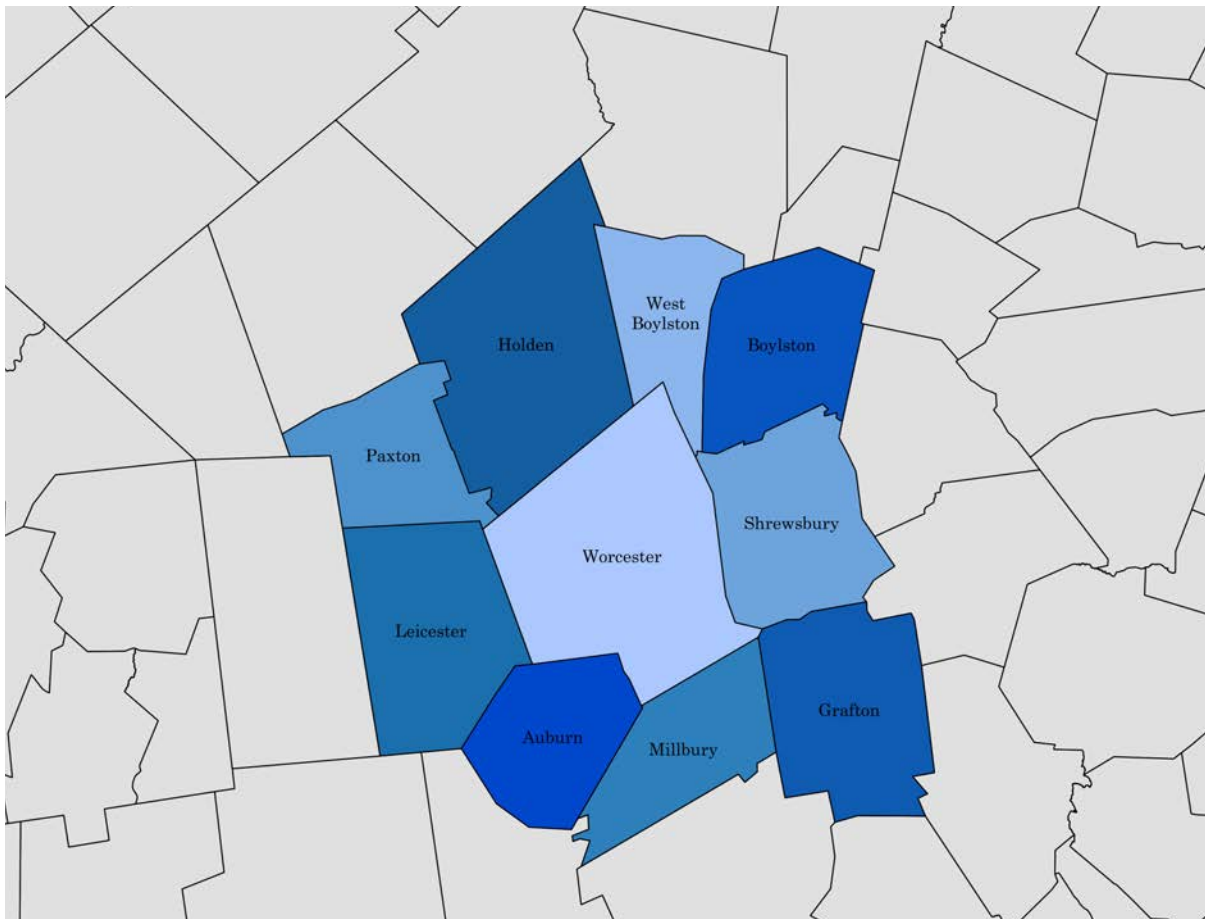 West
Boylston
Holden
Boylston
Paxton
Shrewsbury
Worcester
Leicester
Grafton
Auburn
Millbury